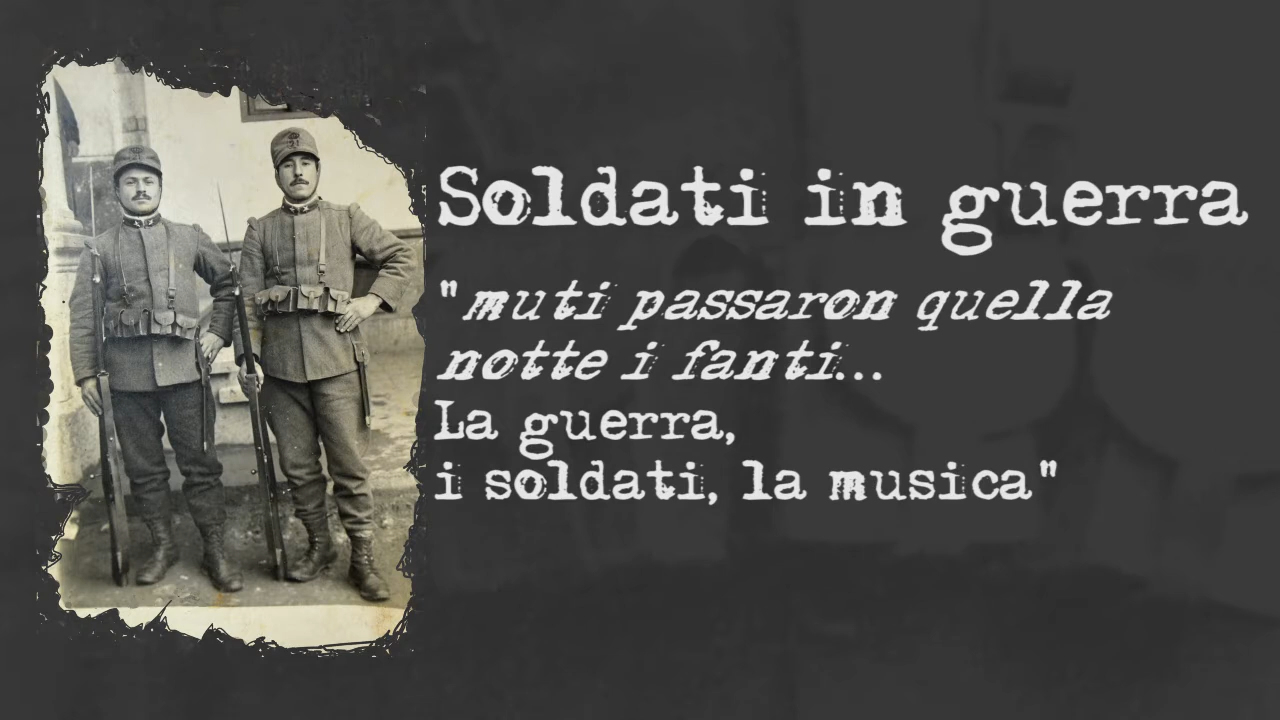 Soldati in guerra
"muti passaron quella
notte i fanti...
La guerra,
i soldati, la musica"